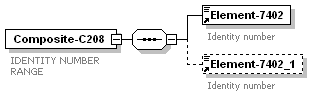 Element-7402
Identity number
Composite-C208
IDENTITY NUMBER
RANGE
Element-7402_1
Identity number